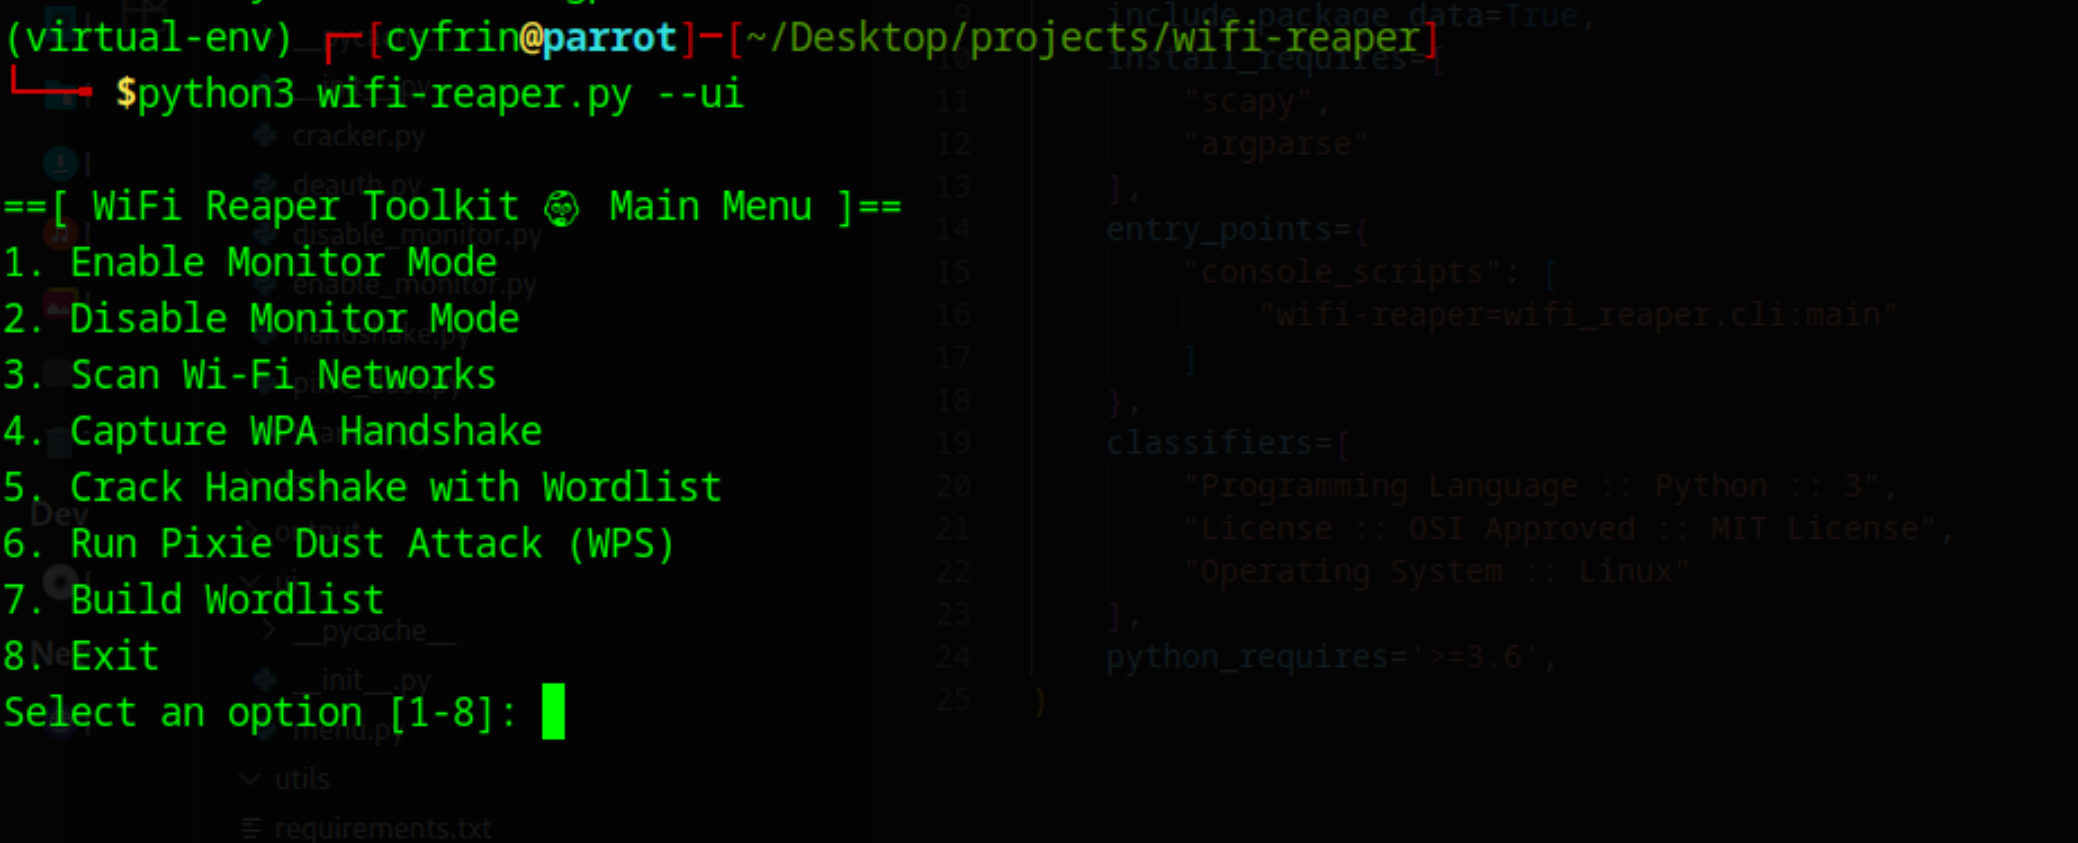 (virtual-env) ┌─[cyfrin@parrot]─[~/Desktop/projects/wifi-reaper]
└──╼ $python3 wifi-reaper.py --ui
==[ WiFi Reaper Toolkit 🧟 Main Menu ]==
1. Enable Monitor Mode
2. Disable Monitor Mode
3. Scan Wi-Fi Networks
4. Capture WPA Handshake
5. Crack Handshake with Wordlist
6. Run Pixie Dust Attack (WPS)
7. Build Wordlist
8. Exit
Select an option [1-8]:
__init__.py
cracker.py
deauth.py
disable_monitor.py
enable_monitor.py
handshake.py
Dev
output
ui
__pycache__
__init__.py
menu.py
utils
requirements.txt
9 include_package_data=True,
10 install_requires=[
11 "scapy",
12 "argparse"
13 ],
14 entry_points={
15 "console_scripts": [
16 "wifi-reaper=wifi_reaper.cli:main"
17 ]
18 },
19 classifiers=[
20 "Programming Language :: Python :: 3",
21 "License :: OSI Approved :: MIT License",
22 "Operating System :: Linux"
23 ],
24 python_requires='>=3.6',
25 )
26